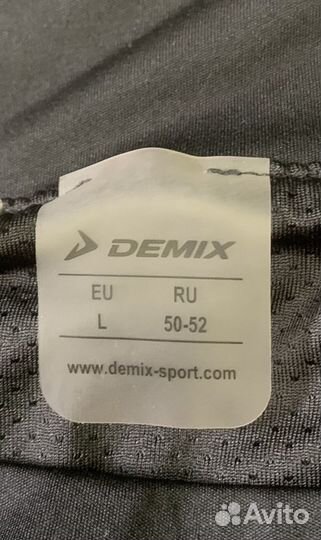 DEMIX
EU RU
L 50-52
www.demix-sport.com
Avito